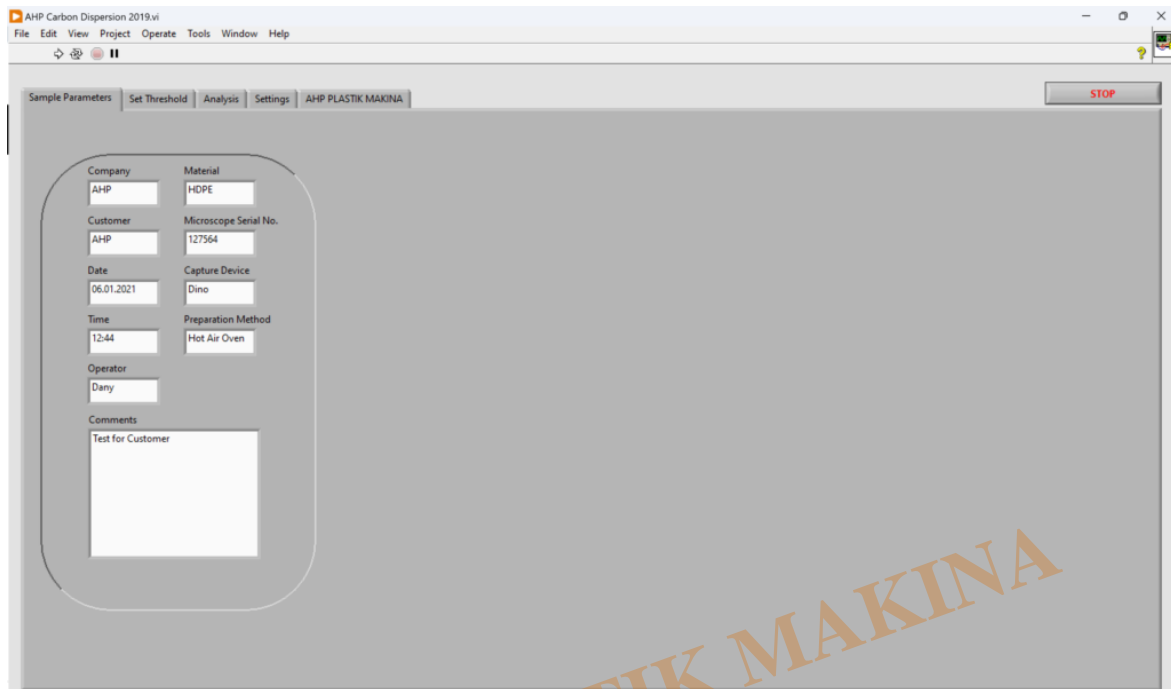 AHP Carbon Dispersion 2019.vi
File Edit View Project Operate Tools Window Help
Sample Parameters Set Threshold Analysis Settings AHP PLASTIK MAKINA
STOP
Company Material
AHP HDPE
Customer Microscope Serial No.
AHP 127564
Date Capture Device
06.01.2021 Dino
Time Preparation Method
12:44 Hot Air Oven
Operator
Dany
Comments
Test for Customer
MAKINA